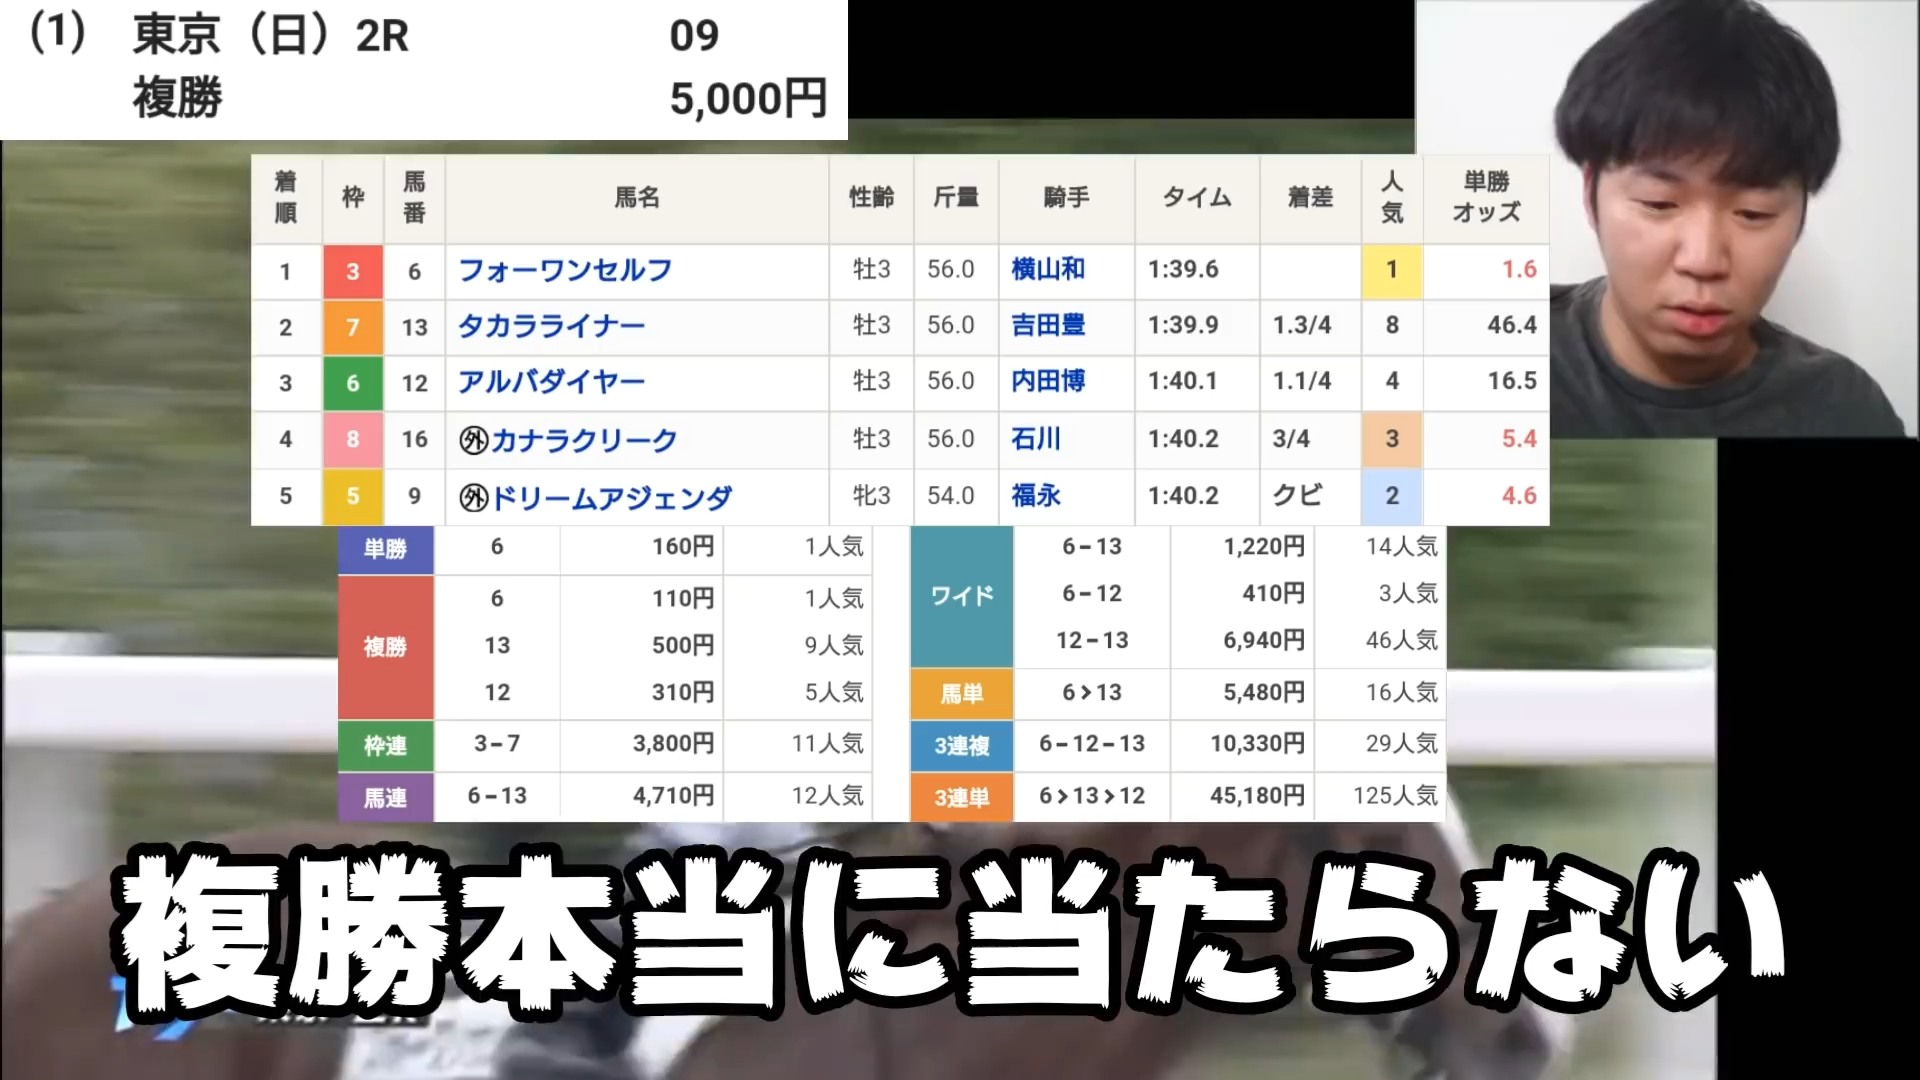 (1) 東京（日）2R 09
複勝 5,000円
着順 枠 馬番 馬名 性齢 斤量 騎手 タイム 着差 人気 単勝オッズ
1 3 6 フォーワンセルフ 牡3 56.0 横山和 1:39.6 1 1.6
2 7 13 タカラライナー 牡3 56.0 吉田豊 1:39.9 1.3/4 8 46.4
3 6 12 アルバダイヤー 牡3 56.0 内田博 1:40.1 1.1/4 4 16.5
4 8 16 ㊕カナラクリーク 牡3 56.0 石川 1:40.2 3/4 3 5.4
5 5 9 外ドリームアジェンダ 牝3 54.0 福永 1:40.2 クビ 2 4.6
単勝 6 160円 1人気
複勝 6 110円 1人気
13 500円 9人気
12 310円 5人気
枠連 3-7 3,800円 11人気
馬連 6-13 4,710円 12人気
ワイド 6-13 1,220円 14人気
6-12 410円 3人気
12-13 6,940円 46人気
馬単 6>13 5,480円 16人気
3連複 6-12-13 10,330円 29人気
3連単 6>13>12 45,180円 125人気
複勝本当に当たらない